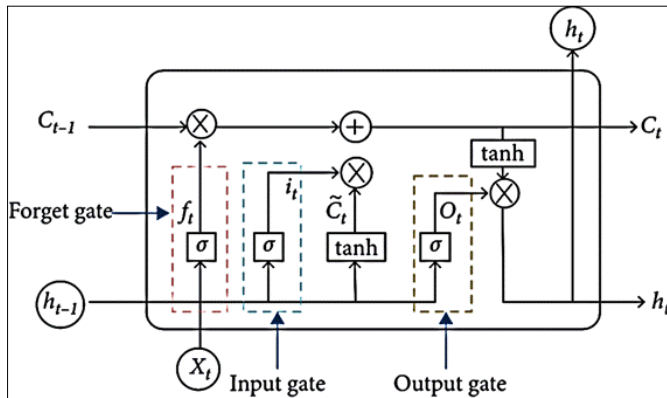 h_t
C_{t-1}
C_t
tanh
i_t
C̃_t
O_t
Forget gate
f_t
σ
σ
tanh
σ
h_{t-1}
h_t
X_t
Input gate
Output gate